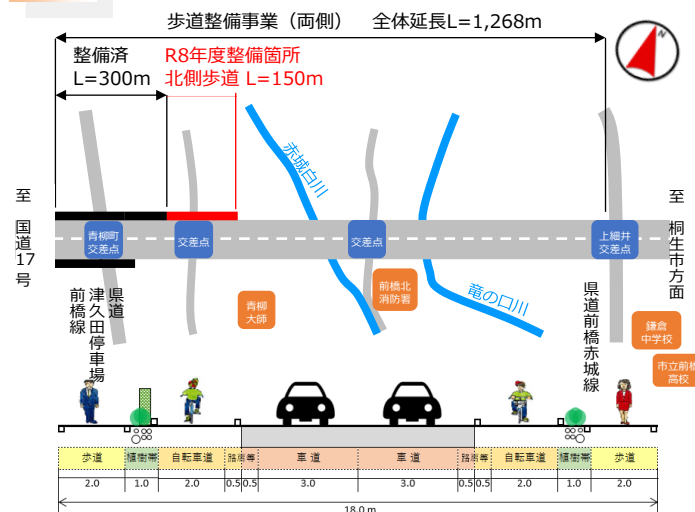 歩道整備事業（両側）　全体延長L=1,268m
整備済
L=300m
R8年度整備箇所
北側歩道 L=150m
N
赤城白川
至 国道17号
至 桐生市方面
青柳町
交差点
交差点
交差点
上細井
交差点
県道
津久田停車場
前橋線
青柳
大師
前橋北
消防署
竜の口川
県道前橋赤城線
鎌倉
中学校
市立前橋
高校
歩道
植樹帯
自転車道
路肩等
車 道
車 道
路肩等
自転車道
植樹帯
歩道
2.0
1.0
2.0
0.5
0.5
3.0
3.0
0.5
0.5
2.0
1.0
2.0
18.0 m